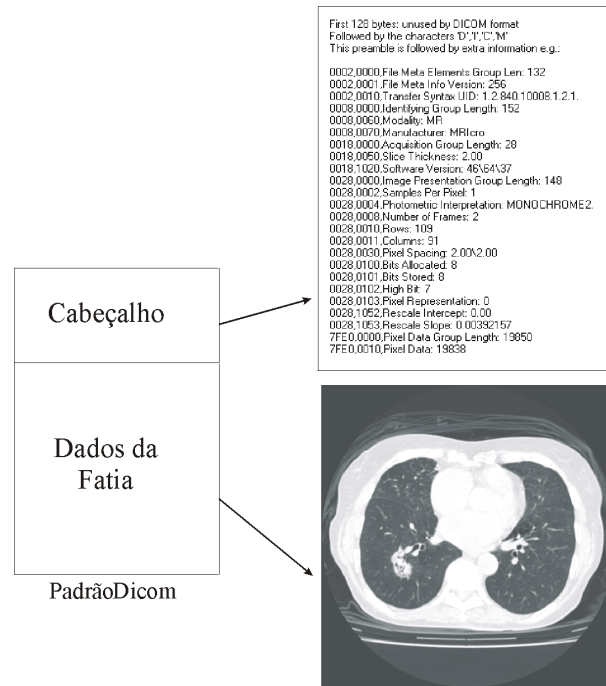 First 128 bytes: unused by DICOM format
Followed by the characters 'D','I','C','M'
This preamble is followed by extra information e.g.:
0002,0000,File Meta Elements Group Len: 132
0002,0001,File Meta Info Version: 256
0002,0010,Transfer Syntax UID: 1.2.840.10008.1.2.1.
0008,0000,Identifying Group Length: 152
0008,0060,Modality: MR
0008,0070,Manufacturer: MRIcro
0018,0000,Acquisition Group Length: 28
0018,0050,Slice Thickness: 2.00
0018,1020,Software Version: 46\64\37
0028,0000,Image Presentation Group Length: 148
0028,0002,Samples Per Pixel: 1
0028,0004,Photometric Interpretation: MONOCHROME2.
0028,0008,Number of Frames: 2
0028,0010,Rows: 109
0028,0011,Columns: 91
0028,0030,Pixel Spacing: 2.00\2.00
0028,0100,Bits Allocated: 8
0028,0101,Bits Stored: 8
0028,0102,High Bit: 7
0028,0103,Pixel Representation: 0
0028,1052,Rescale Intercept: 0.00
0028,1053,Rescale Slope: 0.00392157
7FE0,0000,Pixel Data Group Length: 19850
7FE0,0010,Pixel Data: 19838
Cabeçalho
Dados da
Fatia
PadrãoDicom